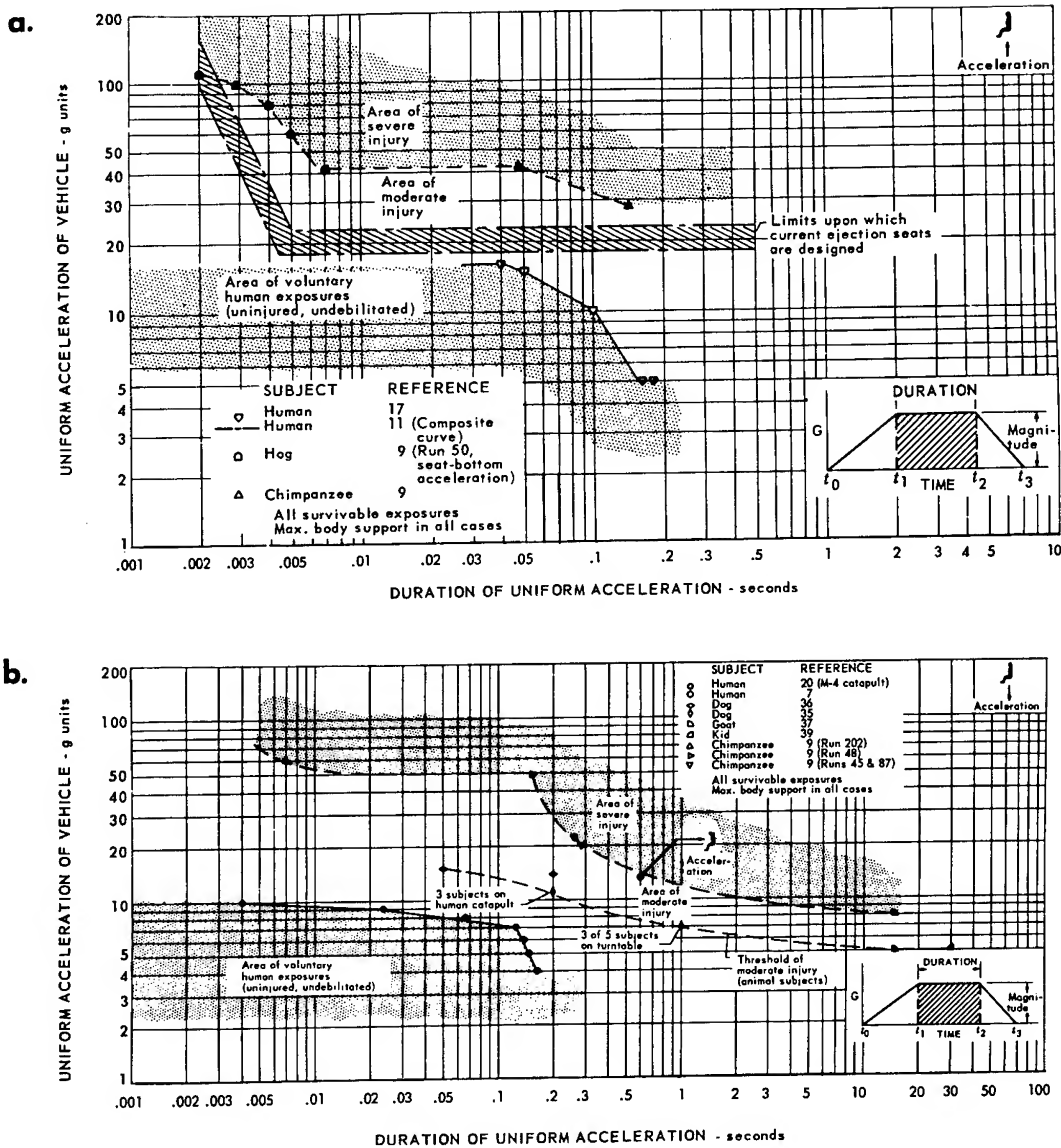 a.
200
100
50
40
30
20
10
5
4
3
2
1
UNIFORM ACCELERATION OF VEHICLE - g units
Acceleration
Area of
severe
injury
Area of
moderate
injury
Limits upon which
current ejection seats
are designed
Area of voluntary
human exposures
(uninjured, undebilitated)
SUBJECT REFERENCE
Human 17
Human 11 (Composite
curve)
Hog 9 (Run 50,
seat-bottom
acceleration)
Chimpanzee 9
All survivable exposures
Max. body support in all cases
DURATION
G
Magni-
tude
t0 t1 TIME t2 t3
.001 .002 .003 .005 .01 .02 .03 .04 .05 .1 .2 .3 .5 1 2 3 4 5 10
DURATION OF UNIFORM ACCELERATION - seconds
b.
200
100
50
40
30
20
10
5
4
3
2
1
UNIFORM ACCELERATION OF VEHICLE - g units
SUBJECT REFERENCE
Human 20 (M-4 catapult)
Human 7
Dog 36
Dog 35
Goat 37
Kid 39
Chimpanzee 9 (Run 202)
Chimpanzee 9 (Run 48)
Chimpanzee 9 (Runs 45 & 87)
All survivable exposures
Max. body support in all cases
Acceleration
Area of
severe
injury
Acceler-
ation
3 subjects on
human catapult
Area of
moderate
injury
3 of 5 subjects
on turntable
Threshold of
moderate injury
(animal subjects)
Area of voluntary
human exposures
(uninjured, undebilitated)
DURATION
G
Magni-
tude
t0 t1 TIME t2 t3
.001 .002 .003 .005 .01 .02 .03 .05 .1 .2 .3 .5 1 2 3 4 5 10 20 30 50 100
DURATION OF UNIFORM ACCELERATION - seconds